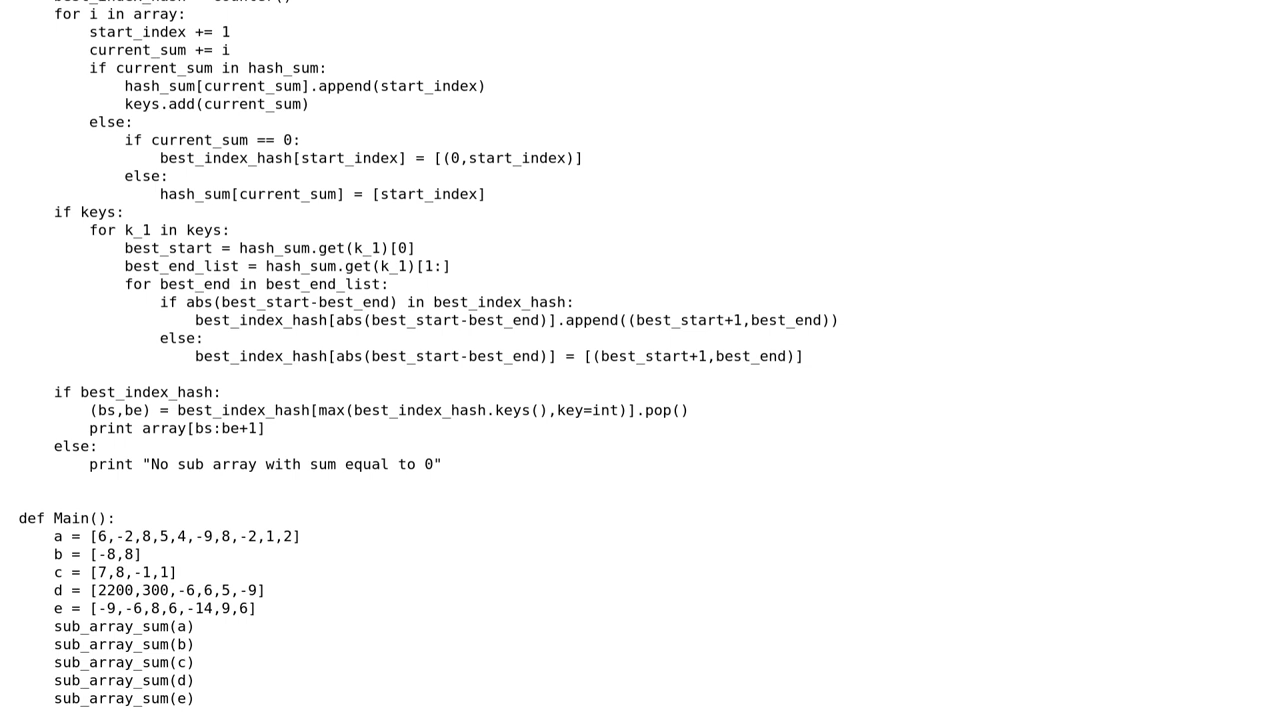 for i in array:
        start_index += 1
        current_sum += i
        if current_sum in hash_sum:
            hash_sum[current_sum].append(start_index)
            keys.add(current_sum)
        else:
            if current_sum == 0:
                best_index_hash[start_index] = [(0,start_index)]
            else:
                hash_sum[current_sum] = [start_index]
    if keys:
        for k_1 in keys:
            best_start = hash_sum.get(k_1)[0]
            best_end_list = hash_sum.get(k_1)[1:]
            for best_end in best_end_list:
                if abs(best_start-best_end) in best_index_hash:
                    best_index_hash[abs(best_start-best_end)].append((best_start+1,best_end))
                else:
                    best_index_hash[abs(best_start-best_end)] = [(best_start+1,best_end)]

    if best_index_hash:
        (bs,be) = best_index_hash[max(best_index_hash.keys(),key=int)].pop()
        print array[bs:be+1]
    else:
        print "No sub array with sum equal to 0"


def Main():
    a = [6,-2,8,5,4,-9,8,-2,1,2]
    b = [-8,8]
    c = [7,8,-1,1]
    d = [2200,300,-6,6,5,-9]
    e = [-9,-6,8,6,-14,9,6]
    sub_array_sum(a)
    sub_array_sum(b)
    sub_array_sum(c)
    sub_array_sum(d)
    sub_array_sum(e)